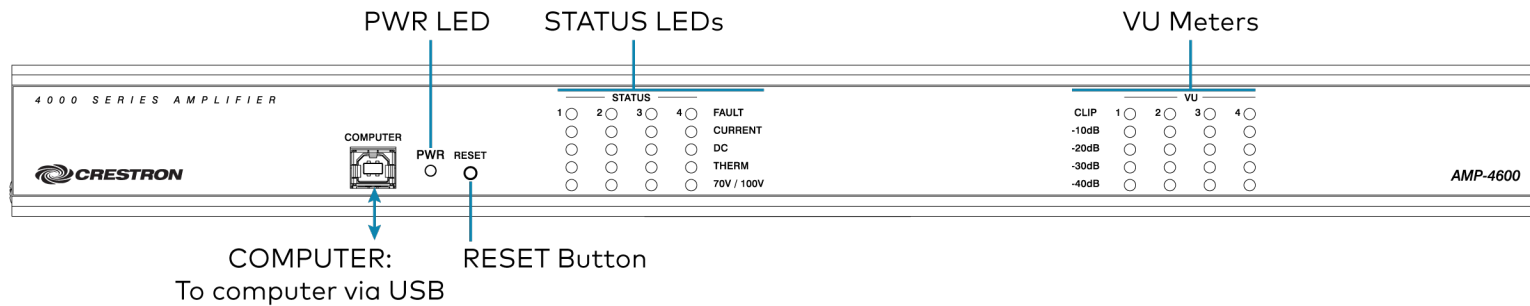 PWR LED
STATUS LEDs
VU Meters
4000 SERIES AMPLIFIER
CRESTRON
COMPUTER
PWR
RESET
STATUS
1 2 3 4 FAULT
CURRENT
DC
THERM
70V / 100V
VU
CLIP 1 2 3 4
-10dB
-20dB
-30dB
-40dB
AMP-4600
COMPUTER:
To computer via USB
RESET Button